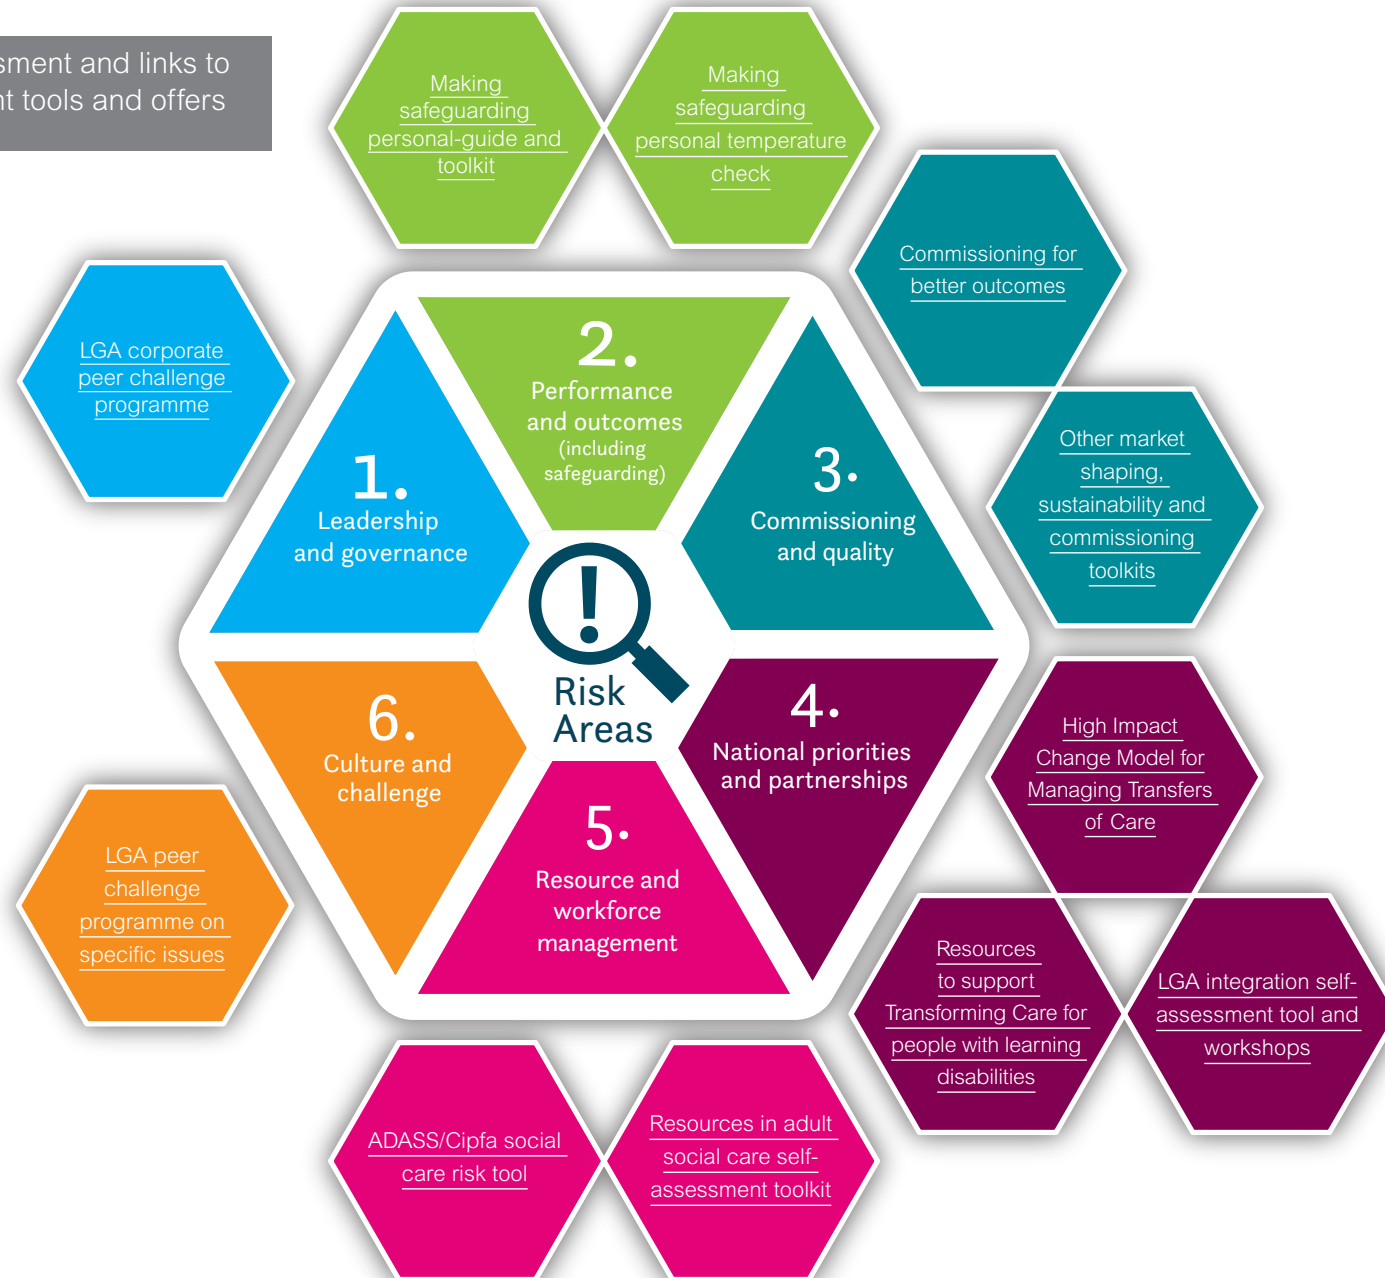 sment and links to
nt tools and offers
Making
safeguarding
personal-guide and
toolkit
Making
safeguarding
personal temperature
check
Commissioning for
better outcomes
LGA corporate
peer challenge
programme
2.
Performance
and outcomes
(including
safeguarding)
Other market
shaping,
sustainability and
commissioning
toolkits
1.
Leadership
and governance
3.
Commissioning
and quality
Risk
Areas
6.
Culture and
challenge
4.
National priorities
and partnerships
High Impact
Change Model for
Managing Transfers
of Care
5.
Resource and
workforce
management
LGA peer
challenge
programme on
specific issues
Resources
to support
Transforming Care for
people with learning
disabilities
LGA integration self-
assessment tool and
workshops
ADASS/Cipfa social
care risk tool
Resources in adult
social care self-
assessment toolkit